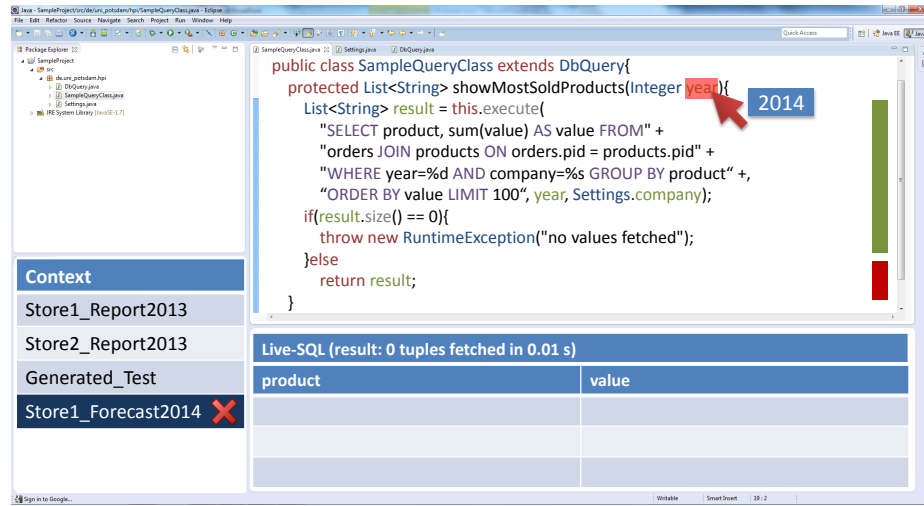 Java - SampleProject/src/de/uni_potsdam/hpi/SampleQueryClass.java - Eclipse
File Edit Refactor Source Navigate Search Project Run Window Help
Quick Access
Java EE
Jav
Package Explorer
SampleProject
src
de.uni_potsdam.hpi
DbQuery.java
SampleQueryClass.java
Settings.java
JRE System Library [JavaSE-1.7]
SampleQueryClass.java Settings.java DbQuery.java
public class SampleQueryClass extends DbQuery{
protected List<String> showMostSoldProducts(Integer year){
2014
List<String> result = this.execute(
"SELECT product, sum(value) AS value FROM" +
"orders JOIN products ON orders.pid = products.pid" +
"WHERE year=%d AND company=%s GROUP BY product“ +,
“ORDER BY value LIMIT 100“, year, Settings.company);
if(result.size() == 0){
throw new RuntimeException("no values fetched");
}else
return result;
}
Context
Store1_Report2013
Store2_Report2013
Generated_Test
Store1_Forecast2014
Live-SQL (result: 0 tuples fetched in 0.01 s)
product value
Sign in to Google...
Writable Smart Insert 19 : 2